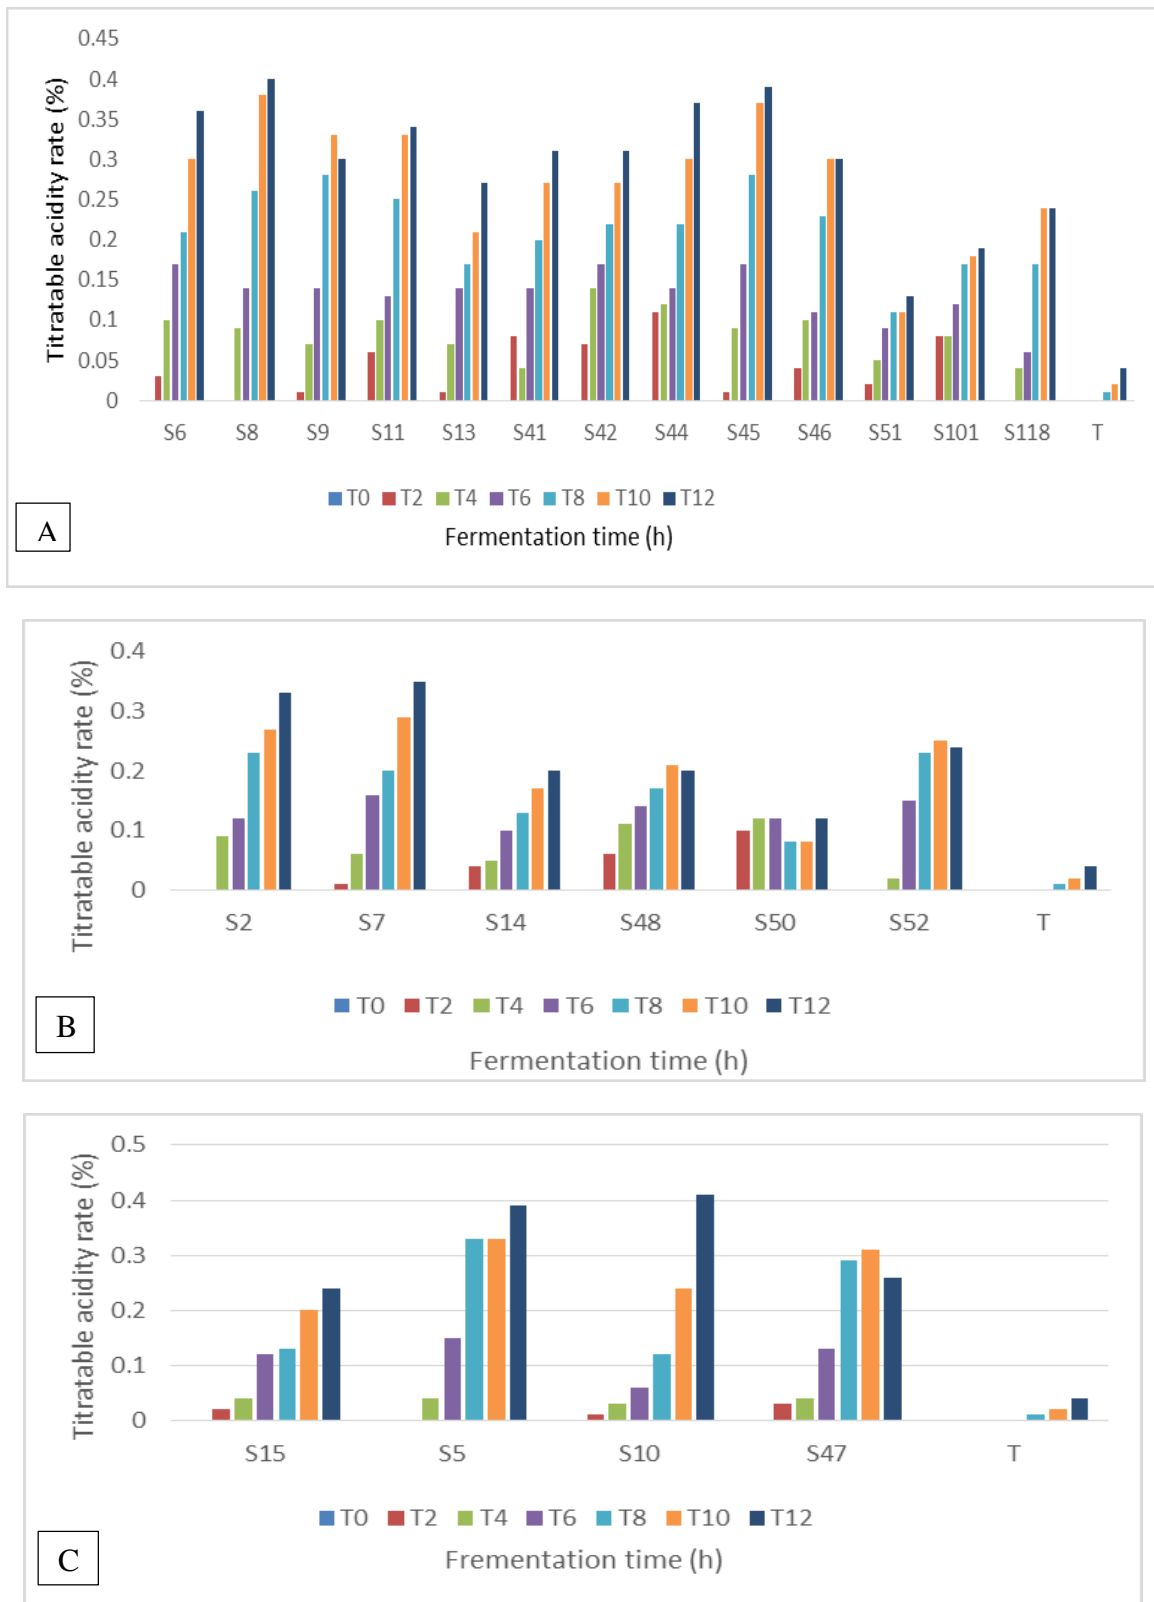 Titratable acidity rate (%)
0.45
0.4
0.35
0.3
0.25
0.2
0.15
0.1
0.05
0
S6 S8 S9 S11 S13 S41 S42 S44 S45 S46 S51 S101 S118 T
T0 T2 T4 T6 T8 T10 T12
Fermentation time (h)
A
Titratable acidity rate (%)
0.4
0.3
0.2
0.1
0
S2 S7 S14 S48 S50 S52 T
T0 T2 T4 T6 T8 T10 T12
Fermentation time (h)
B
Titratable acidity rate (%)
0.5
0.4
0.3
0.2
0.1
0
S15 S5 S10 S47 T
T0 T2 T4 T6 T8 T10 T12
Frementation time (h)
C